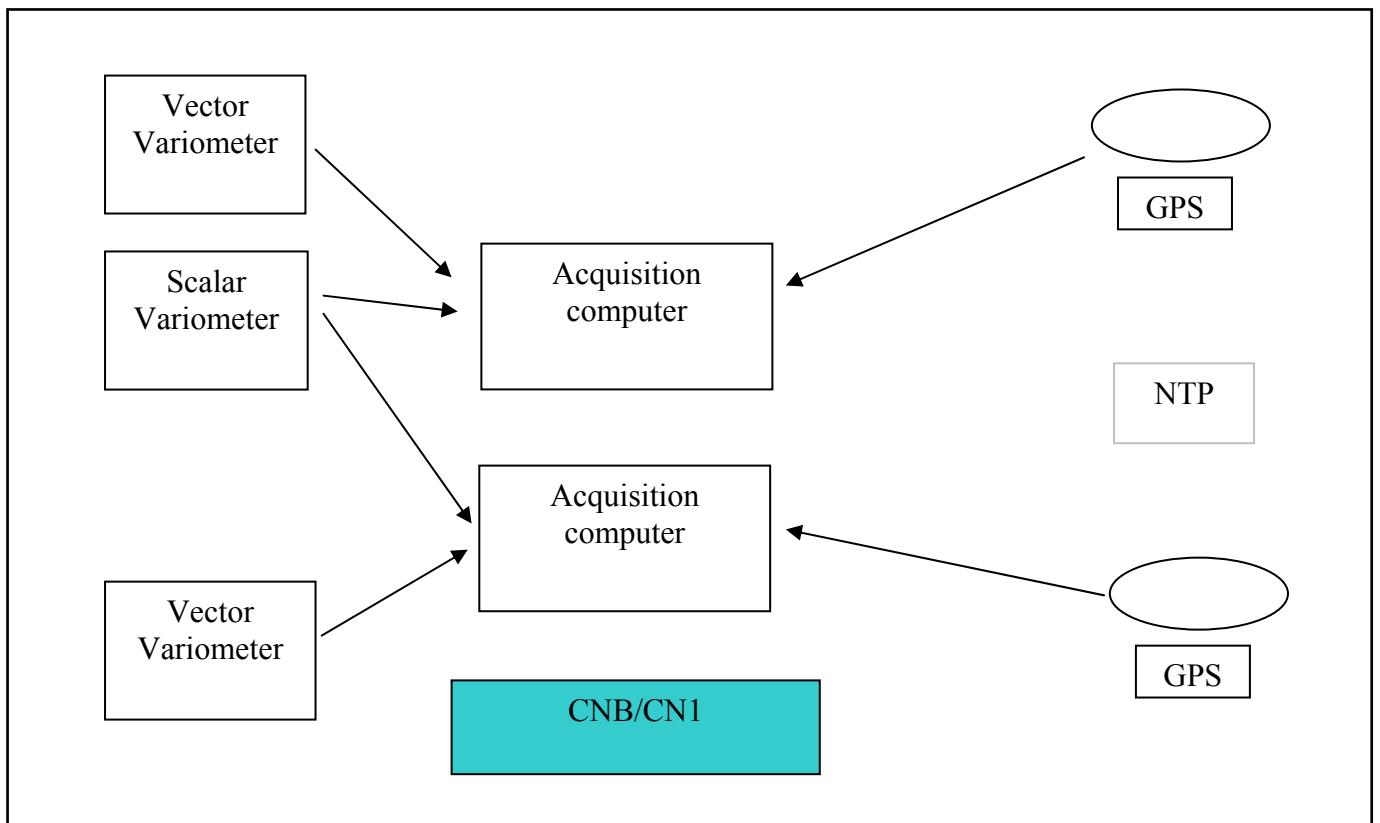 Vector
Variometer
GPS
Scalar
Variometer
Acquisition
computer
NTP
Acquisition
computer
Vector
Variometer
GPS
CNB/CN1